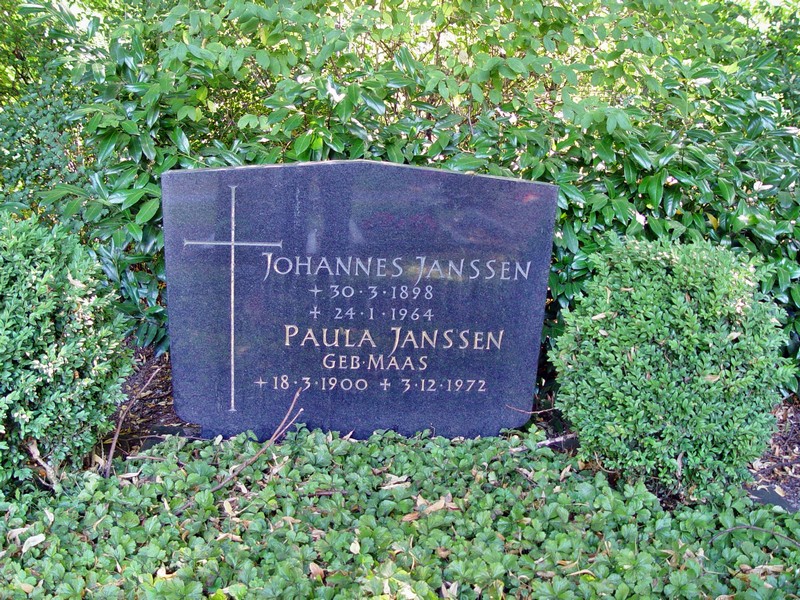 JOHANNES JANSSEN
+ 30·3·1898
+ 24·1·1964
PAULA JANSSEN
GEB·MAAS
+ 18·3·1900 + 3·12·1972